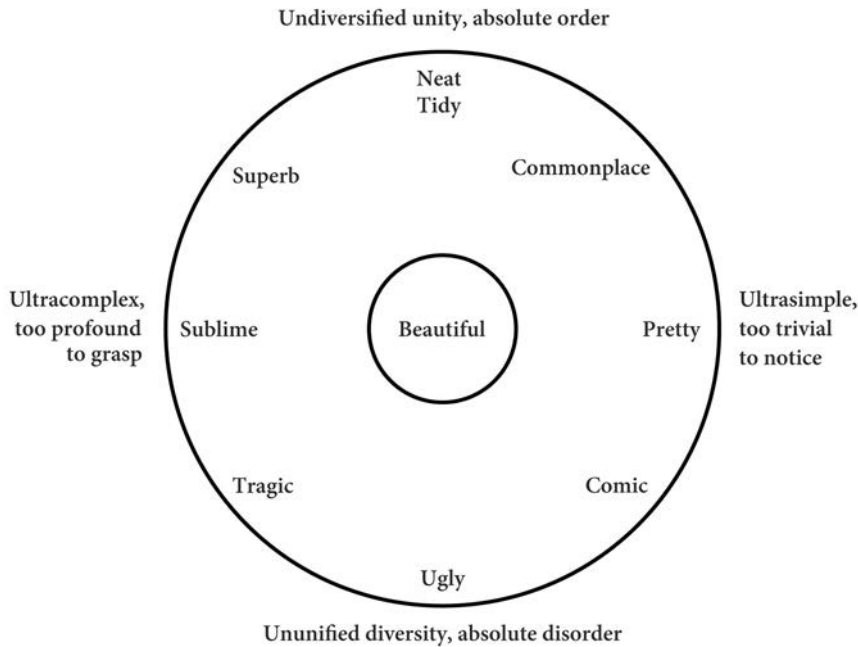 Undiversified unity, absolute order
Neat
Tidy
Superb
Commonplace
Ultracomplex,
too profound
to grasp
Sublime
Beautiful
Pretty
Ultrasimple,
too trivial
to notice
Tragic
Comic
Ugly
Ununified diversity, absolute disorder